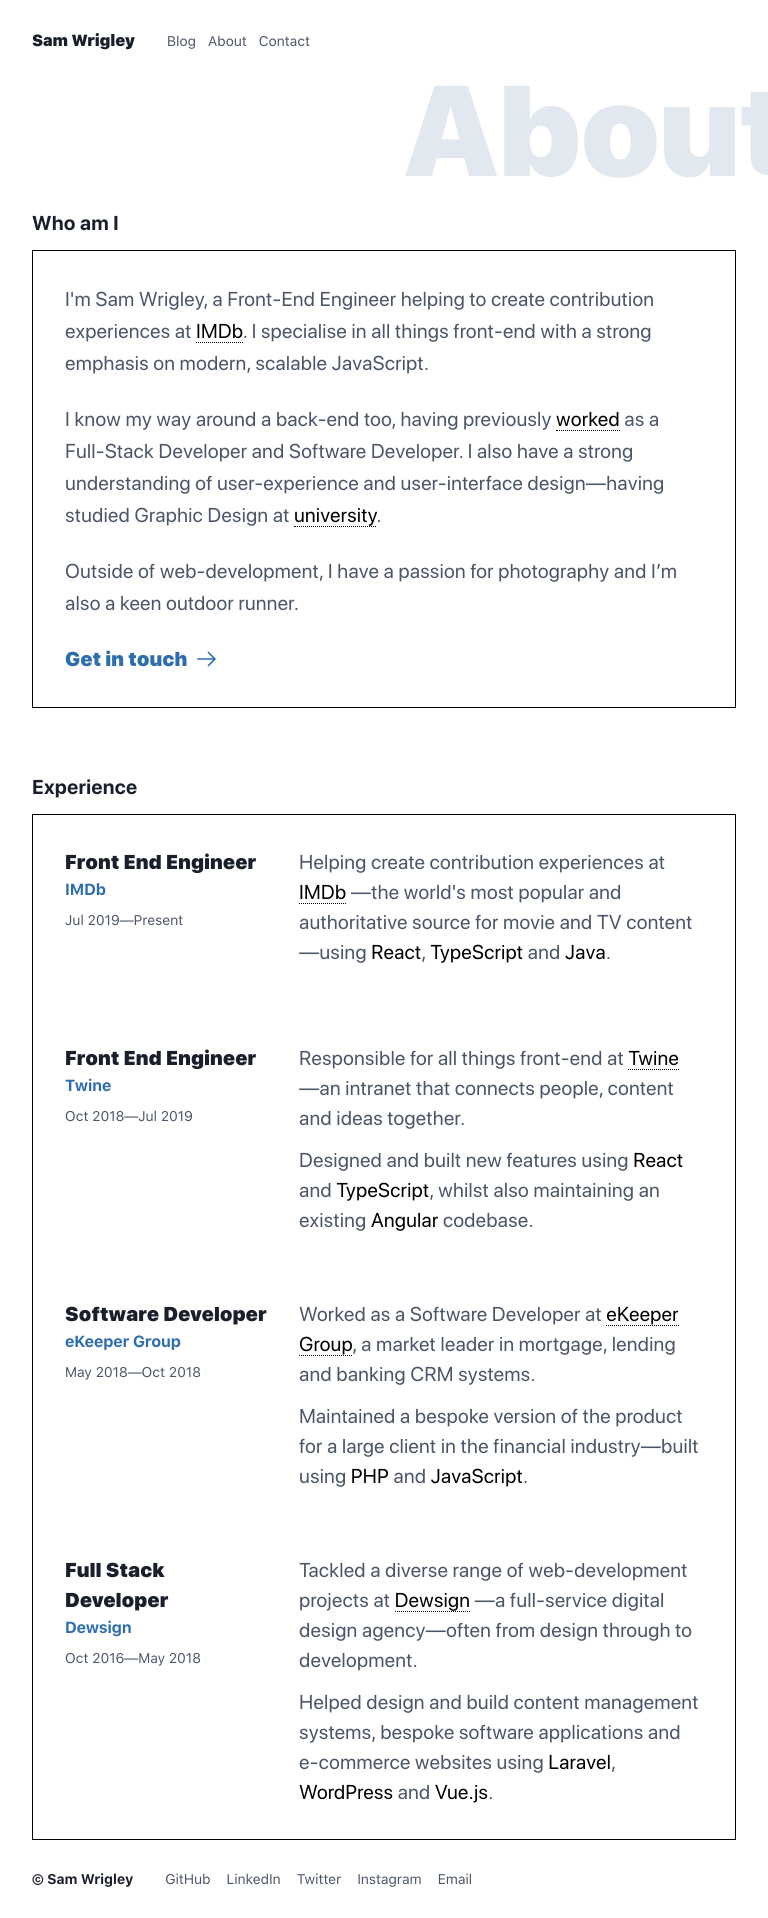 Sam Wrigley Blog About Contact
About
Who am I
I'm Sam Wrigley, a Front-End Engineer helping to create contribution
experiences at IMDb. I specialise in all things front-end with a strong
emphasis on modern, scalable JavaScript.
I know my way around a back-end too, having previously worked as a
Full-Stack Developer and Software Developer. I also have a strong
understanding of user-experience and user-interface design—having
studied Graphic Design at university.
Outside of web-development, I have a passion for photography and I’m
also a keen outdoor runner.
Get in touch →
Experience
Front End Engineer
IMDb
Jul 2019—Present
Helping create contribution experiences at
IMDb —the world's most popular and
authoritative source for movie and TV content
—using React, TypeScript and Java.
Front End Engineer
Twine
Oct 2018—Jul 2019
Responsible for all things front-end at Twine
—an intranet that connects people, content
and ideas together.
Designed and built new features using React
and TypeScript, whilst also maintaining an
existing Angular codebase.
Software Developer
eKeeper Group
May 2018—Oct 2018
Worked as a Software Developer at eKeeper
Group, a market leader in mortgage, lending
and banking CRM systems.
Maintained a bespoke version of the product
for a large client in the financial industry—built
using PHP and JavaScript.
Full Stack
Developer
Dewsign
Oct 2016—May 2018
Tackled a diverse range of web-development
projects at Dewsign —a full-service digital
design agency—often from design through to
development.
Helped design and build content management
systems, bespoke software applications and
e-commerce websites using Laravel,
WordPress and Vue.js.
© Sam Wrigley GitHub LinkedIn Twitter Instagram Email